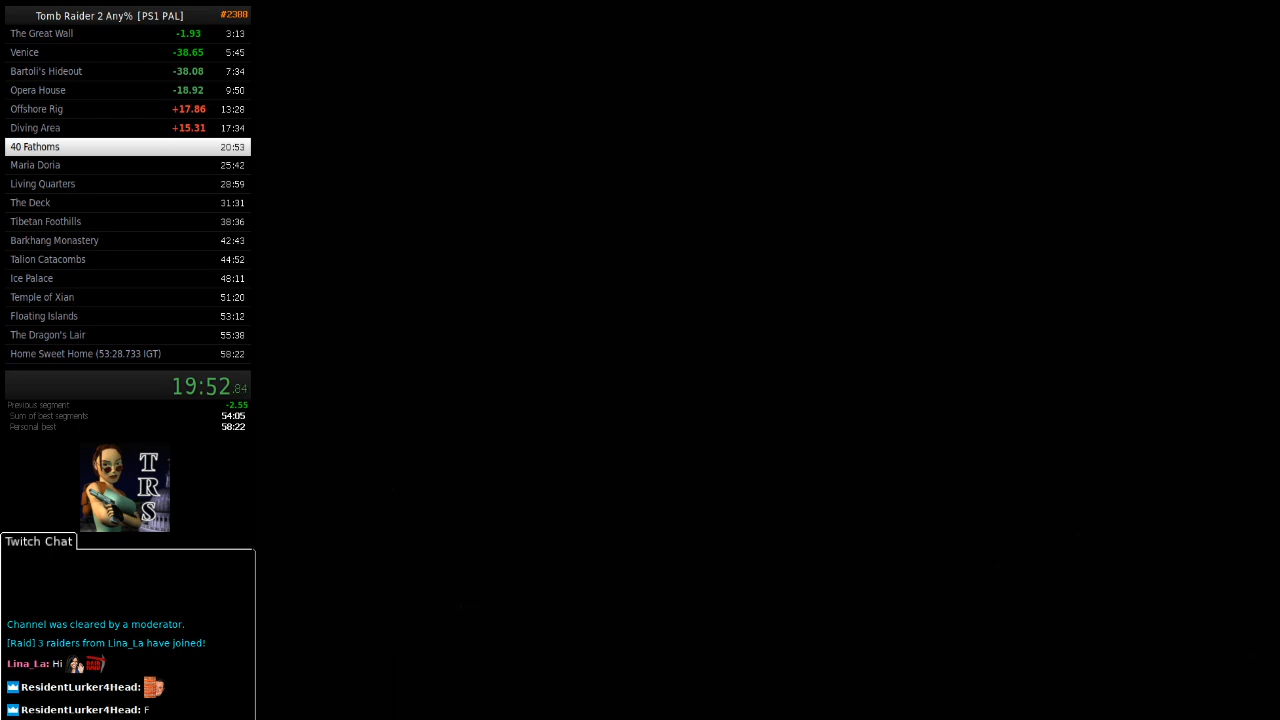 Tomb Raider 2 Any% [PS1 PAL] #2388
The Great Wall -1.93 3:13
Venice -38.65 5:45
Bartoli's Hideout -38.08 7:34
Opera House -18.92 9:50
Offshore Rig +17.86 13:28
Diving Area +15.31 17:34
40 Fathoms 20:53
Maria Doria 25:42
Living Quarters 28:59
The Deck 31:31
Tibetan Foothills 38:36
Barkhang Monastery 42:43
Talion Catacombs 44:52
Ice Palace 48:11
Temple of Xian 51:20
Floating Islands 53:12
The Dragon's Lair 55:38
Home Sweet Home (53:28.733 IGT) 58:22
19:52.84
Previous segment -2.55
Sum of best segments 54:05
Personal best 58:22
T
R
S
Twitch Chat
Channel was cleared by a moderator.
[Raid] 3 raiders from Lina_La have joined!
Lina_La: Hi
ResidentLurker4Head:
ResidentLurker4Head: F